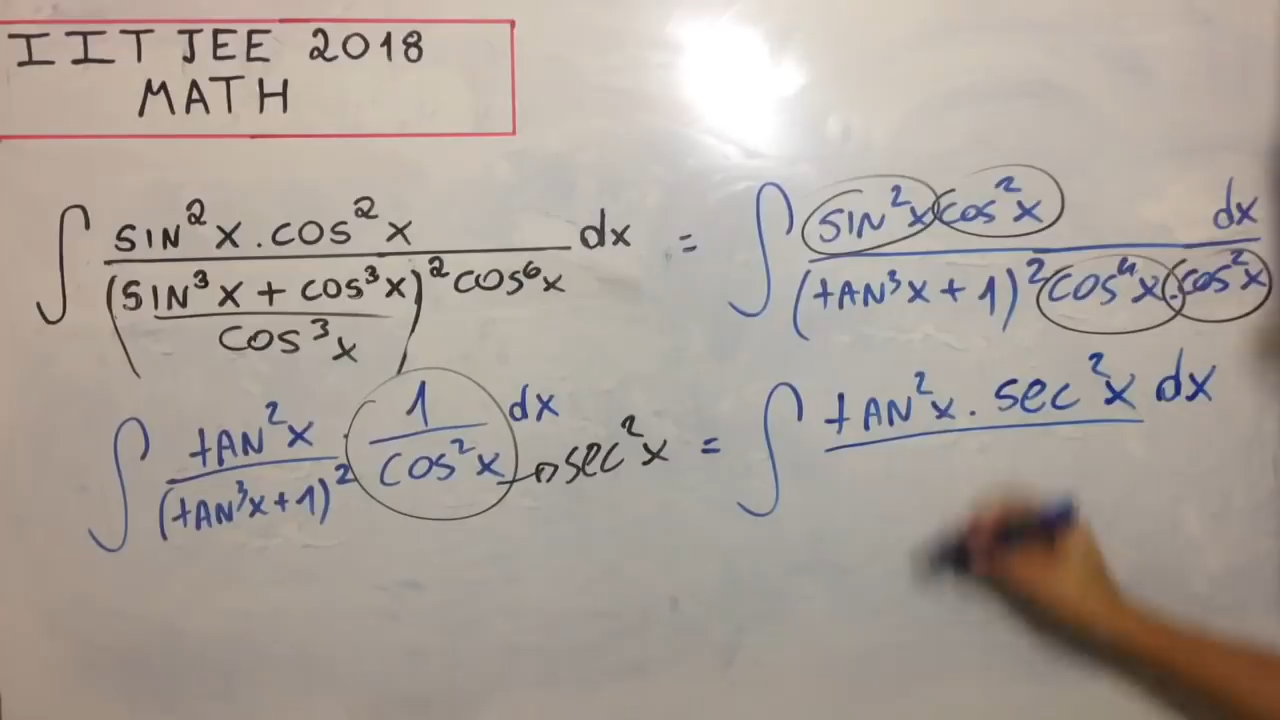 IIT JEE 2018
MATH
∫ SIN²x . COS²x / ((SIN³x + COS³x) / COS³x)² COS⁶x dx = ∫ SIN²x COS²x dx / (tAN³x + 1)² COS⁴x . COS²x
∫ tAN²x / (tAN³x + 1)² . 1 / COS²x dx → SEC²x = ∫ tAN²x . SEC²x dx